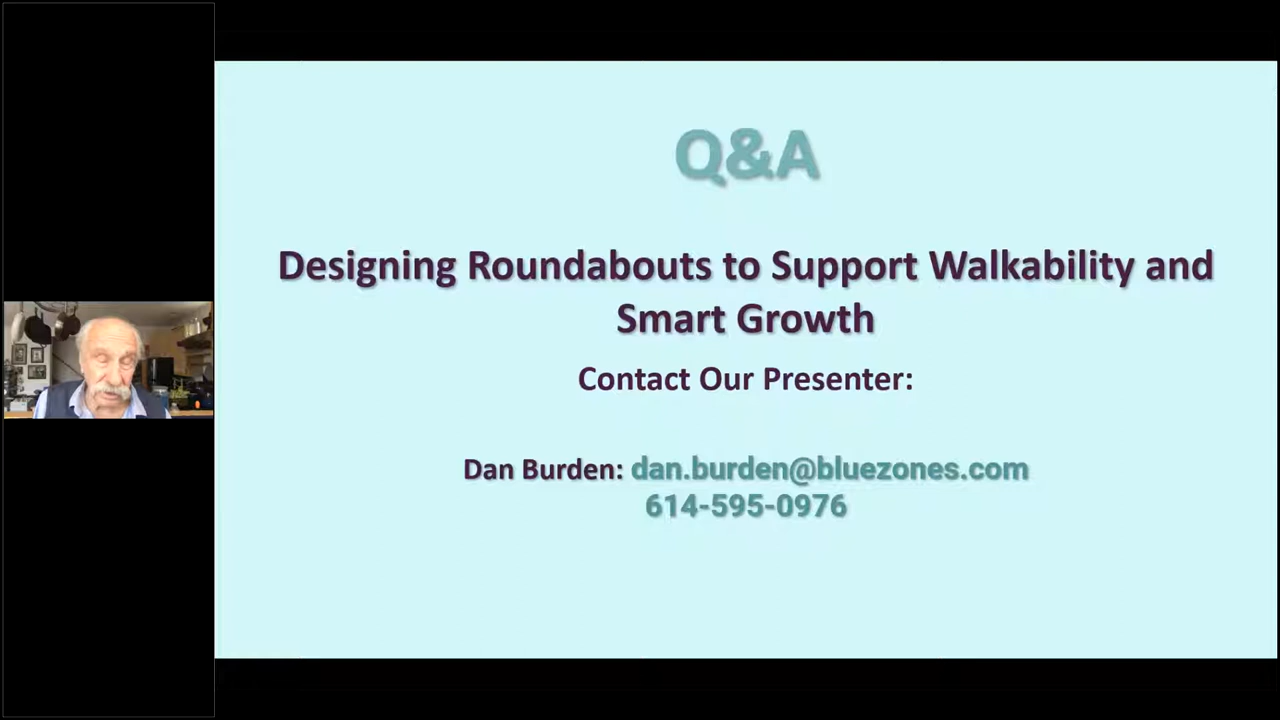 Q&A
Designing Roundabouts to Support Walkability and
Smart Growth
Contact Our Presenter:
Dan Burden: dan.burden@bluezones.com
614-595-0976